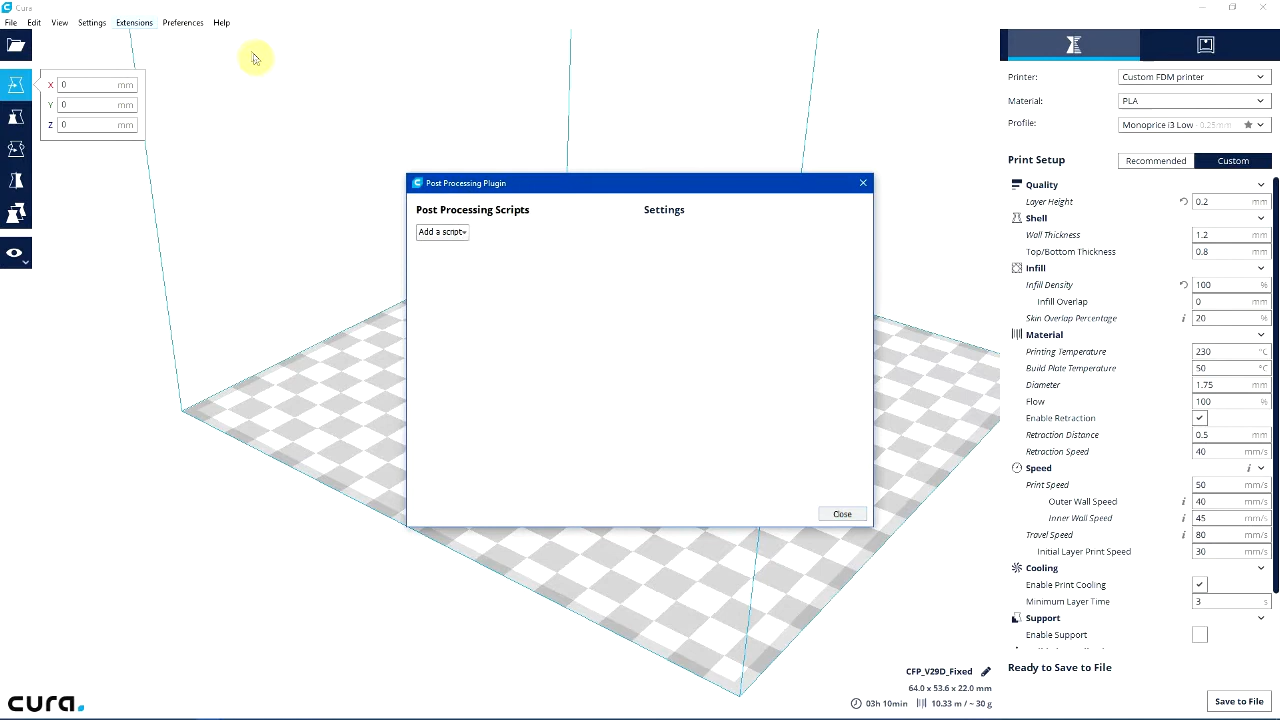 Cura
File Edit View Settings Extensions Preferences Help
X 0 mm
Y 0 mm
Z 0 mm
Post Processing Plugin
Post Processing Scripts Settings
Add a script
Close
Printer: Custom FDM printer
Material: PLA
Profile: Monoprice i3 Low - 0.25mm
Print Setup Recommended Custom
Quality
Layer Height 0.2 mm
Shell
Wall Thickness 1.2 mm
Top/Bottom Thickness 0.8 mm
Infill
Infill Density 100 %
Infill Overlap 0 mm
Skin Overlap Percentage i 20 %
Material
Printing Temperature 230 °C
Build Plate Temperature 50 °C
Diameter 1.75 mm
Flow 100 %
Enable Retraction
Retraction Distance 0.5 mm
Retraction Speed 40 mm/s
Speed i
Print Speed 50 mm/s
Outer Wall Speed i 40 mm/s
Inner Wall Speed i 45 mm/s
Travel Speed i 80 mm/s
Initial Layer Print Speed 30 mm/s
Cooling
Enable Print Cooling
Minimum Layer Time 3 s
Support
Enable Support
CFP_V29D_Fixed
64.0 x 53.6 x 22.0 mm
03h 10min 10.33 m / ~ 30 g
Ready to Save to File
Save to File
cura.